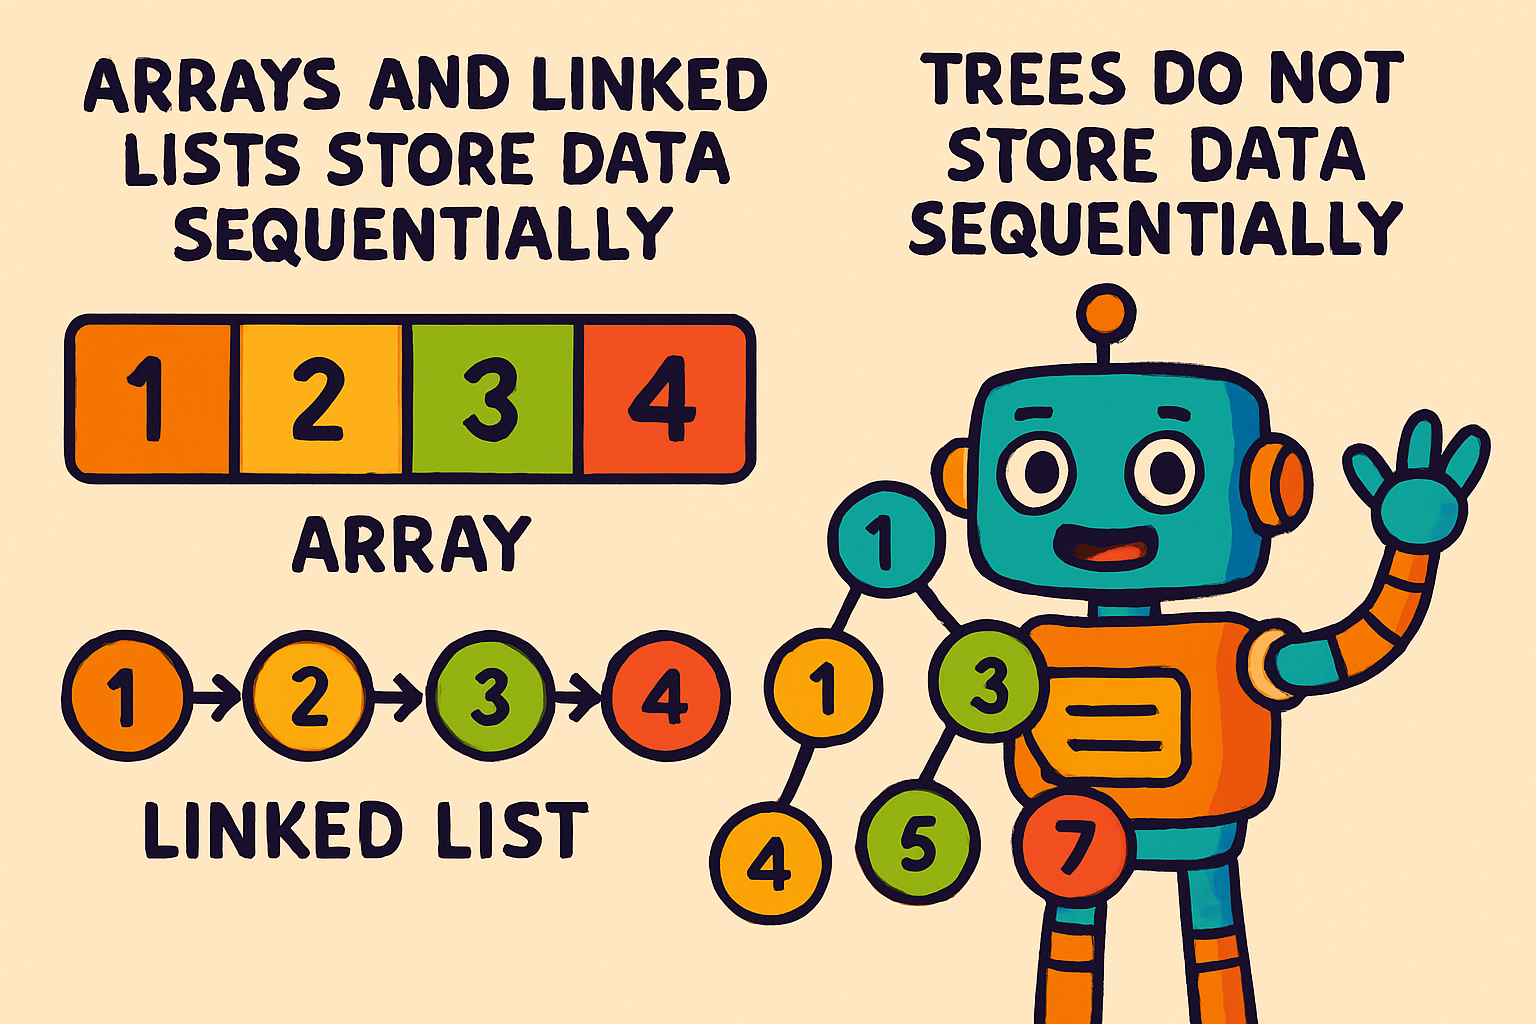 ARRAYS AND LINKED
LISTS STORE DATA
SEQUENTIALLY
1 2 3 4
ARRAY
1 2 3 4
LINKED LIST
TREES DO NOT
STORE DATA
SEQUENTIALLY
1
1 3
4 5 7